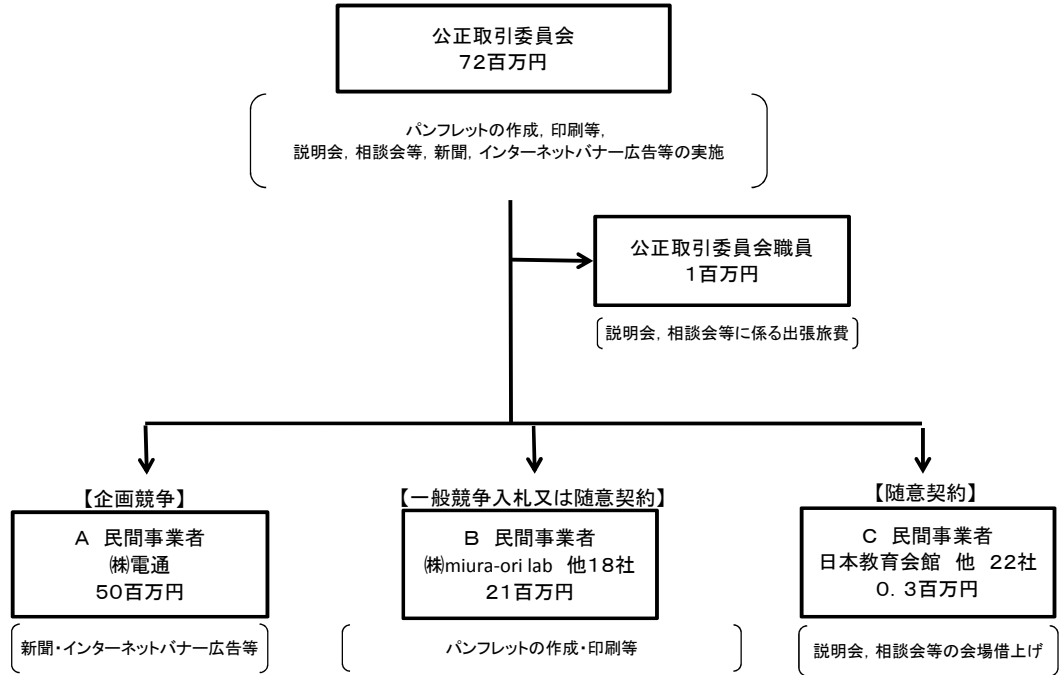 公正取引委員会
72百万円
パンフレットの作成, 印刷等,
説明会, 相談会等, 新聞, インターネットバナー広告等の実施
公正取引委員会職員
1百万円
説明会, 相談会等に係る出張旅費
【企画競争】
A 民間事業者
㈱電通
50百万円
新聞・インターネットバナー広告等
【一般競争入札又は随意契約】
B 民間事業者
㈱miura-ori lab 他18社
21百万円
パンフレットの作成・印刷等
【随意契約】
C 民間事業者
日本教育会館 他 22社
0.3百万円
説明会, 相談会等の会場借上げ